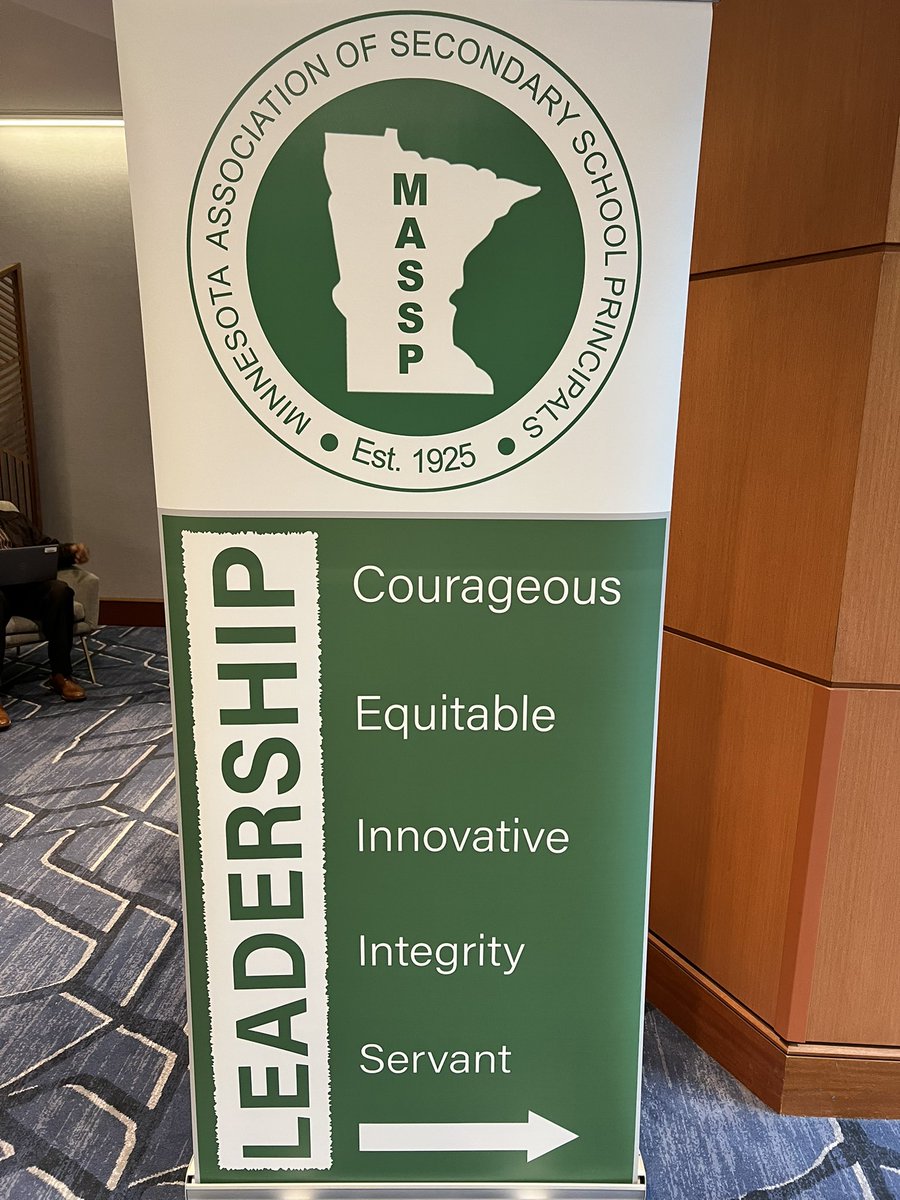 MINNESOTA ASSOCIATION OF SECONDARY SCHOOL PRINCIPALS
MASSP
• Est. 1925 •
LEADERSHIP
Courageous
Equitable
Innovative
Integrity
Servant